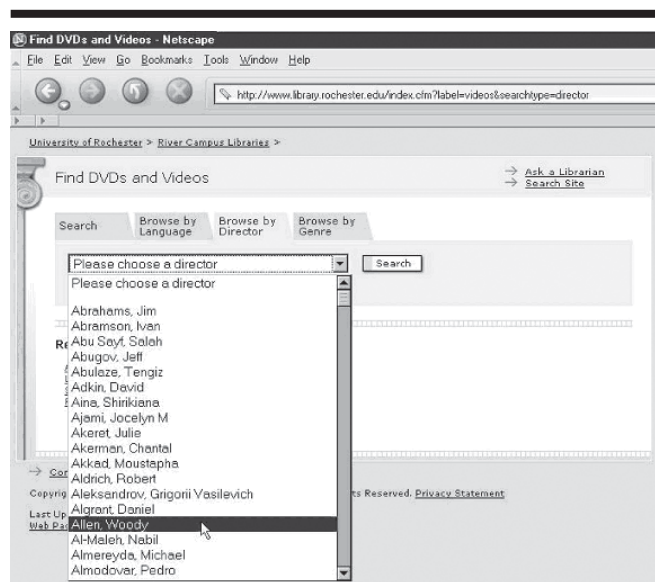 Find DVDs and Videos - Netscape
File Edit View Go Bookmarks Tools Window Help
http://www.library.rochester.edu/index.cfm?label=videos&searchtype=director
University of Rochester > River Campus Libraries >
Find DVDs and Videos
→ Ask a Librarian
→ Search Site
Search
Browse by Language
Browse by Director
Browse by Genre
Please choose a director
Search
Please choose a director
Abrahams, Jim
Abramson, Ivan
Abu Sayf, Salah
Abugov, Jeff
Abulaze, Tengiz
Adkin, David
Aina, Shirikiana
Ajami, Jocelyn M
Akeret, Julie
Akerman, Chantal
Akkad, Moustapha
Aldrich, Robert
Aleksandrov, Grigorii Vasilevich
Algrant, Daniel
Allen, Woody
Al-Maleh, Nabil
Almereyda, Michael
Almodovar, Pedro
Copyrig ts Reserved. Privacy Statement
Last Up
Web Pa